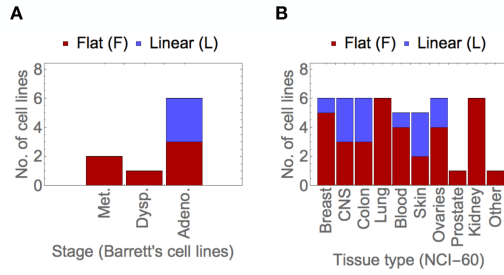 A
Flat (F) Linear (L)
No. of cell lines
8
6
4
2
0
Met.
Dysp.
Adeno.
Stage (Barrett's cell lines)
B
Flat (F) Linear (L)
No. of cell lines
8
6
4
2
0
Breast
CNS
Colon
Lung
Blood
Skin
Ovaries
Prostate
Kidney
Other
Tissue type (NCI-60)